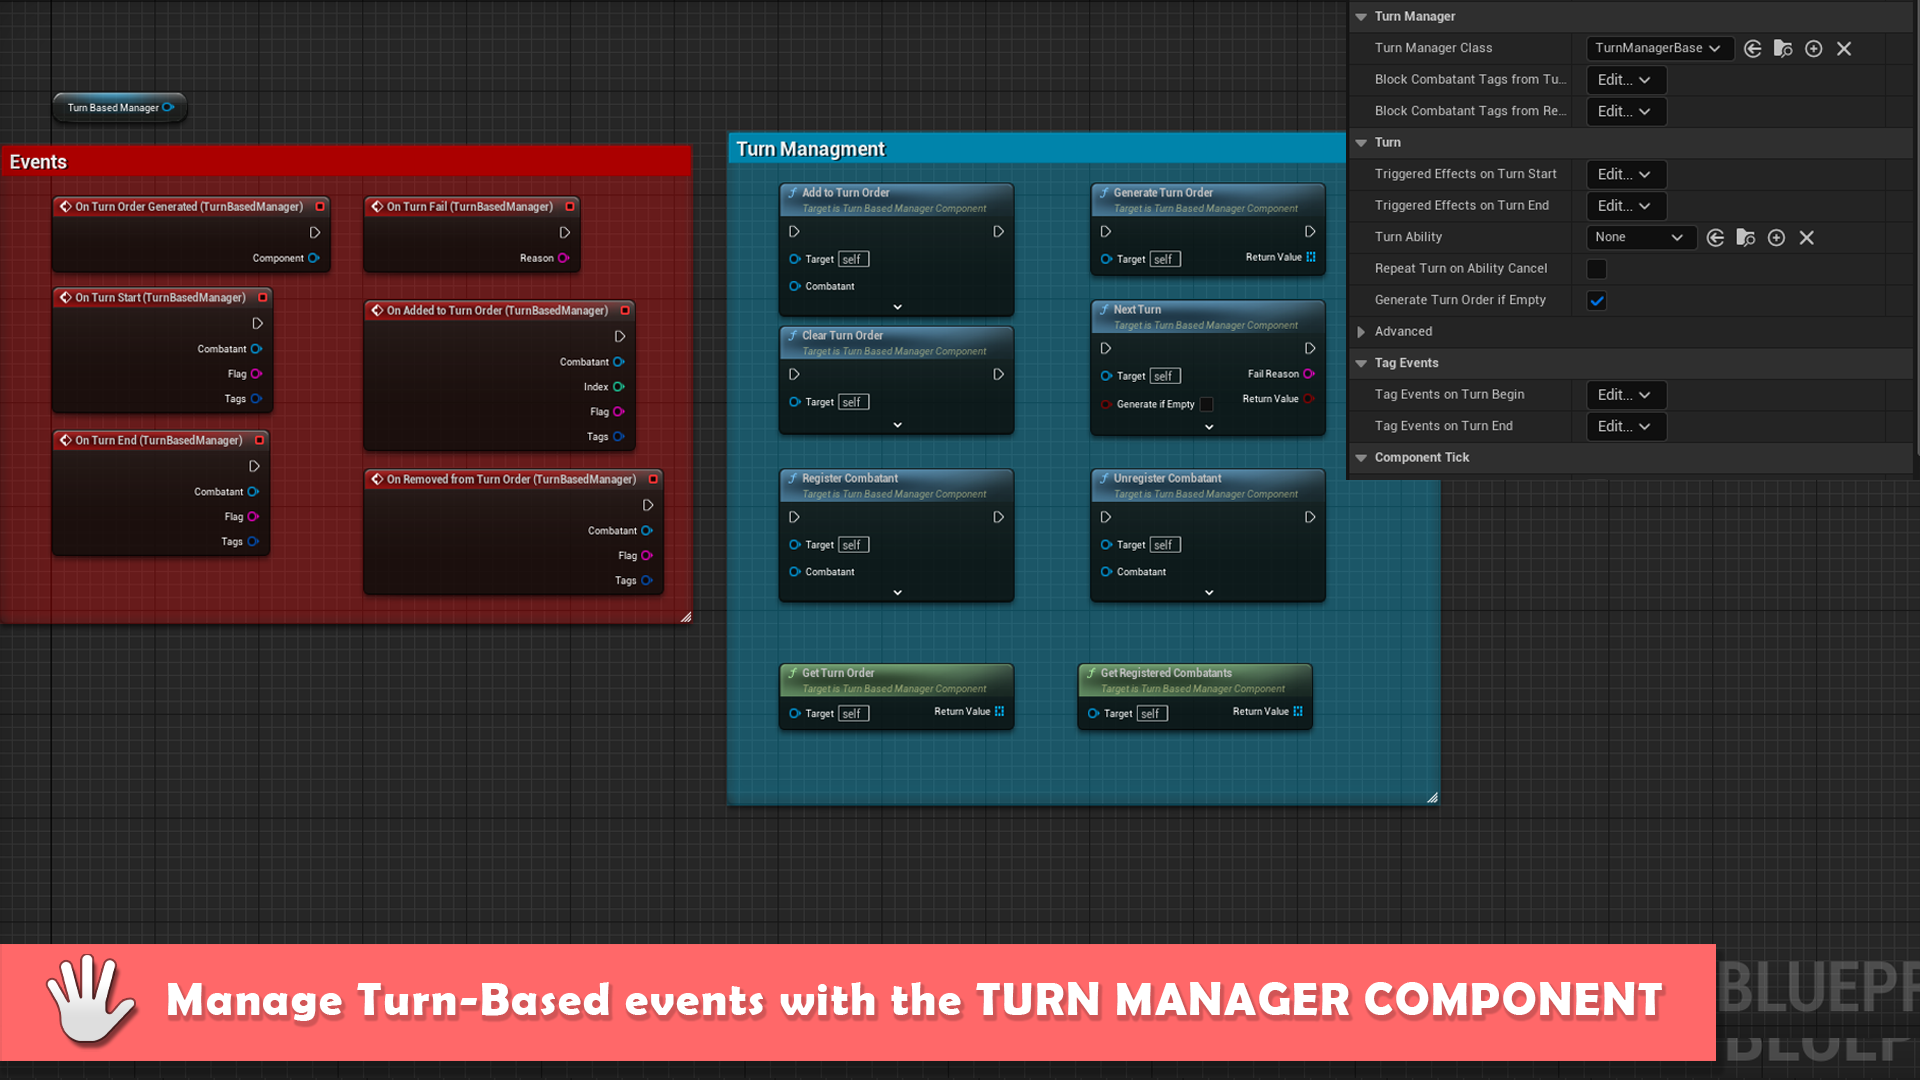 Turn Based Manager
Events
On Turn Order Generated (TurnBasedManager)
Component
On Turn Fail (TurnBasedManager)
Reason
On Turn Start (TurnBasedManager)
Combatant
Flag
Tags
On Added to Turn Order (TurnBasedManager)
Combatant
Index
Flag
Tags
On Turn End (TurnBasedManager)
Combatant
Flag
Tags
On Removed from Turn Order (TurnBasedManager)
Combatant
Flag
Tags
Turn Managment
f Add to Turn Order
Target is Turn Based Manager Component
Target self
Combatant
f Generate Turn Order
Target is Turn Based Manager Component
Target self Return Value
f Clear Turn Order
Target is Turn Based Manager Component
Target self
f Next Turn
Target is Turn Based Manager Component
Target self Fail Reason
Generate if Empty Return Value
f Register Combatant
Target is Turn Based Manager Component
Target self
Combatant
f Unregister Combatant
Target is Turn Based Manager Component
Target self
Combatant
f Get Turn Order
Target is Turn Based Manager Component
Target self Return Value
f Get Registered Combatants
Target is Turn Based Manager Component
Target self Return Value
Turn Manager
Turn Manager Class TurnManagerBase
Block Combatant Tags from Tu... Edit...
Block Combatant Tags from Re... Edit...
Turn
Triggered Effects on Turn Start Edit...
Triggered Effects on Turn End Edit...
Turn Ability None
Repeat Turn on Ability Cancel
Generate Turn Order if Empty
Advanced
Tag Events
Tag Events on Turn Begin Edit...
Tag Events on Turn End Edit...
Component Tick
Manage Turn-Based events with the TURN MANAGER COMPONENT